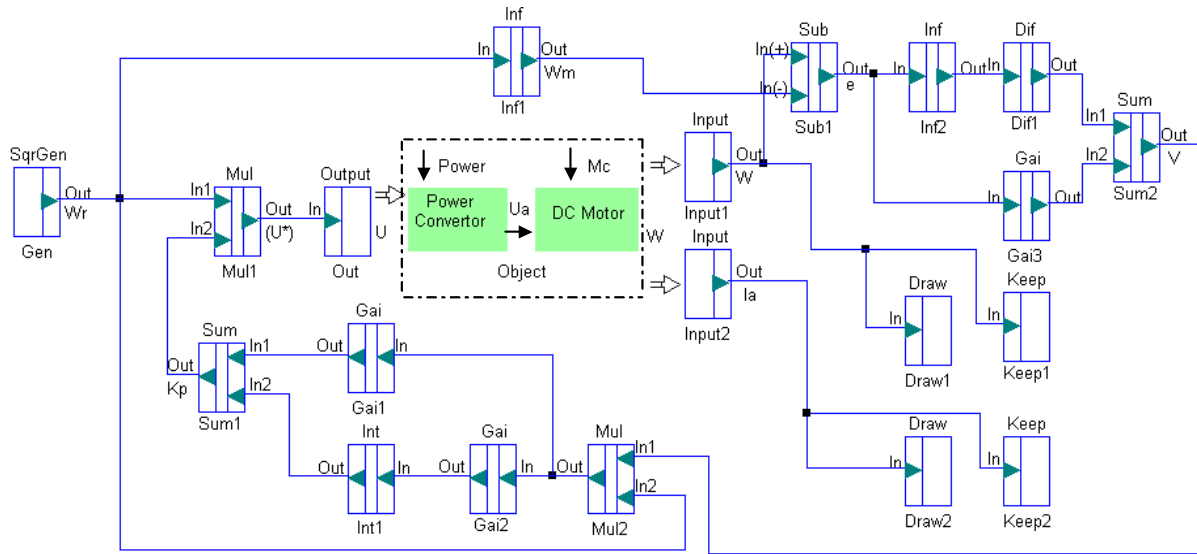 Inf
In
Out
Wm
Inf1
Sub
In(+)
In(-)
Out
e
Sub1
Inf
In
Out
Inf2
Dif
In
Out
Dif1
Sum
In1
In2
Out
V
Sum2
Gai
In
Out
Gai3
SqrGen
Out
Wr
Gen
Mul
In1
In2
Out
(U*)
Mul1
Output
In
U
Out
Power
Mc
Power
Convertor
Ua
DC Motor
W
Object
Input
Out
W
Input1
Input
Out
Ia
Input2
Draw
In
Draw1
Keep
In
Keep1
Draw
In
Draw2
Keep
In
Keep2
Sum
In1
In2
Out
Kp
Sum1
Gai
Out
In
Gai1
Int
Out
In
Int1
Gai
Out
In
Gai2
Mul
Out
In1
In2
Mul2